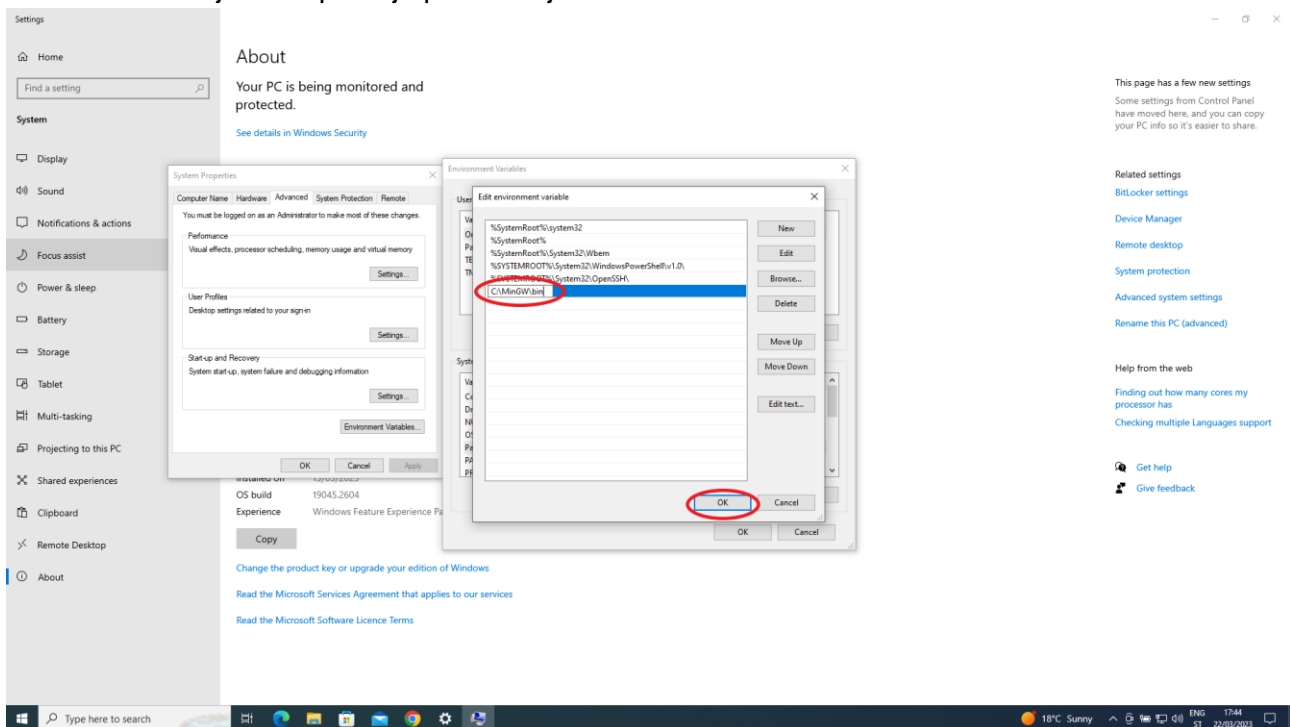 Settings
Home
Find a setting
System
Display
Sound
Notifications & actions
Focus assist
Power & sleep
Battery
Storage
Tablet
Multi-tasking
Projecting to this PC
Shared experiences
Clipboard
Remote Desktop
About
About
Your PC is being monitored and
protected.
See details in Windows Security
System Properties
Computer Name Hardware Advanced System Protection Remote
You must be logged on as an Administrator to make most of these changes.
Performance
Visual effects, processor scheduling, memory usage and virtual memory
Settings...
User Profiles
Desktop settings related to your sign-in
Settings...
Start-up and Recovery
System start-up, system failure and debugging information
Settings...
Environment Variables...
OK Cancel Apply
OS build 19045.2604
Experience Windows Feature Experience Pa
Copy
Change the product key or upgrade your edition of Windows
Read the Microsoft Services Agreement that applies to our services
Read the Microsoft Software Licence Terms
Environment Variables
User
Edit environment variable
%SystemRoot%\system32
%SystemRoot%
%SystemRoot%\System32\Wbem
%SYSTEMROOT%\System32\WindowsPowerShell\v1.0\
%SYSTEMROOT%\System32\OpenSSH\
C:\MinGW\bin
New
Edit
Browse...
Delete
Move Up
Move Down
Edit text...
OK Cancel
OK Cancel
This page has a few new settings
Some settings from Control Panel
have moved here, and you can copy
your PC info so it's easier to share.
Related settings
BitLocker settings
Device Manager
Remote desktop
System protection
Advanced system settings
Rename this PC (advanced)
Help from the web
Finding out how many cores my
processor has
Checking multiple Languages support
Get help
Give feedback
Type here to search
18°C Sunny
ENG
ST
17:44
22/03/2023